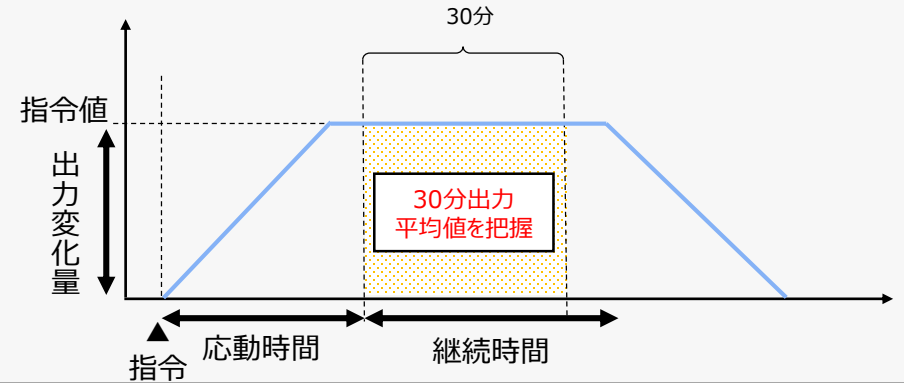 30分
指令値
出力変化量
30分出力
平均値を把握
応動時間
継続時間
▲
指令